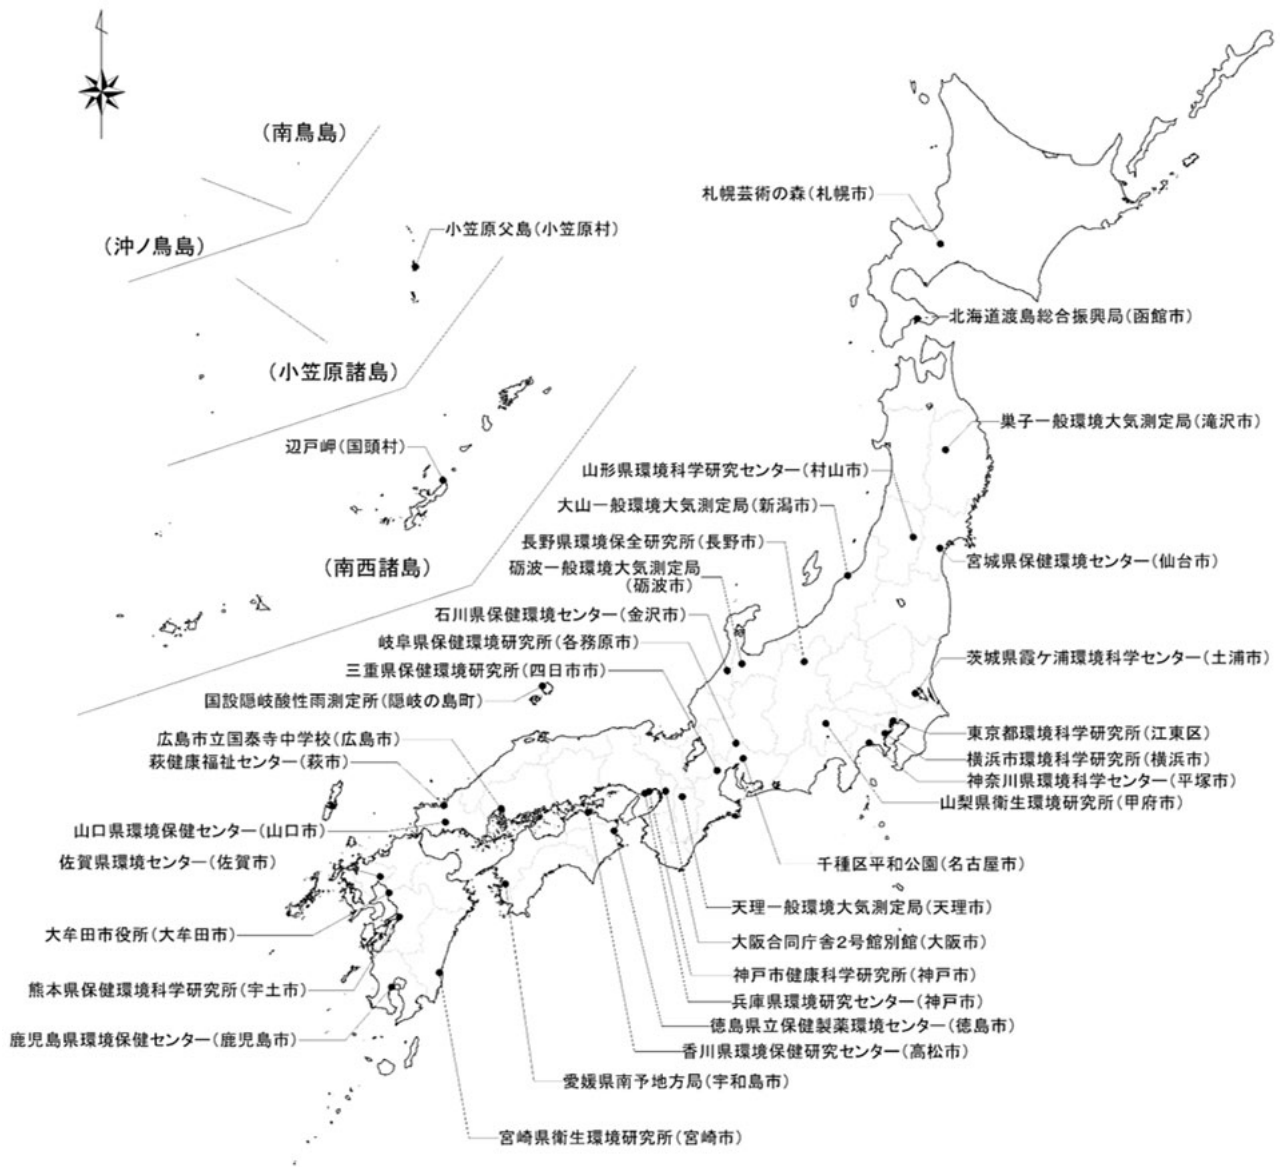 (南鳥島)
(沖ノ鳥島)
小笠原父島(小笠原村)
(小笠原諸島)
辺戸岬(国頭村)
(南西諸島)
札幌芸術の森(札幌市)
北海道渡島総合振興局(函館市)
巣子一般環境大気測定局(滝沢市)
山形県環境科学研究センター(村山市)
大山一般環境大気測定局(新潟市)
長野県環境保全研究所(長野市)
宮城県保健環境センター(仙台市)
砺波一般環境大気測定局
(砺波市)
石川県保健環境センター(金沢市)
岐阜県保健環境研究所(各務原市)
三重県保健環境研究所(四日市市)
国設隠岐酸性雨測定所(隠岐の島町)
茨城県霞ケ浦環境科学センター(土浦市)
東京都環境科学研究所(江東区)
横浜市環境科学研究所(横浜市)
神奈川県環境科学センター(平塚市)
山梨県衛生環境研究所(甲府市)
広島市立国泰寺中学校(広島市)
萩健康福祉センター(萩市)
山口県環境保健センター(山口市)
佐賀県環境センター(佐賀市)
大牟田市役所(大牟田市)
熊本県保健環境科学研究所(宇土市)
鹿児島県環境保健センター(鹿児島市)
千種区平和公園(名古屋市)
天理一般環境大気測定局(天理市)
大阪合同庁舎2号館別館(大阪市)
神戸市健康科学研究所(神戸市)
兵庫県環境研究センター(神戸市)
徳島県立保健製薬環境センター(徳島市)
香川県環境保健研究センター(高松市)
愛媛県南予地方局(宇和島市)
宮崎県衛生環境研究所(宮崎市)